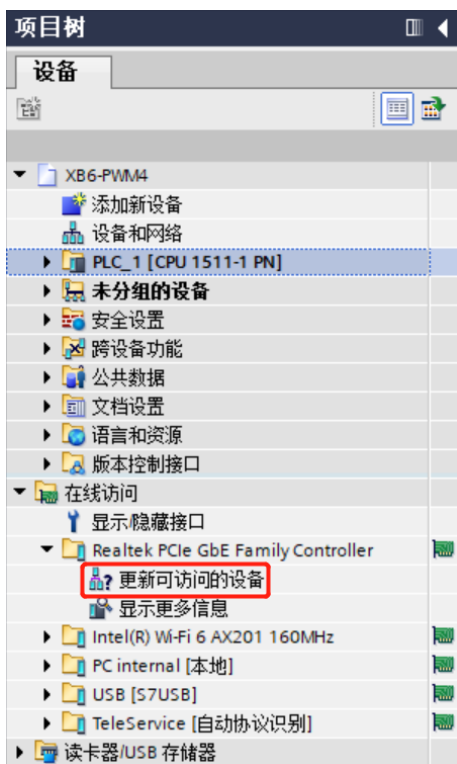 项目树
设备
XB6-PWM4
添加新设备
设备和网络
PLC_1 [CPU 1511-1 PN]
未分组的设备
安全设置
跨设备功能
公共数据
文档设置
语言和资源
版本控制接口
在线访问
显示/隐藏接口
Realtek PCIe GbE Family Controller
更新可访问的设备
显示更多信息
Intel(R) Wi-Fi 6 AX201 160MHz
PC internal [本地]
USB [S7USB]
TeleService [自动协议识别]
读卡器/USB 存储器